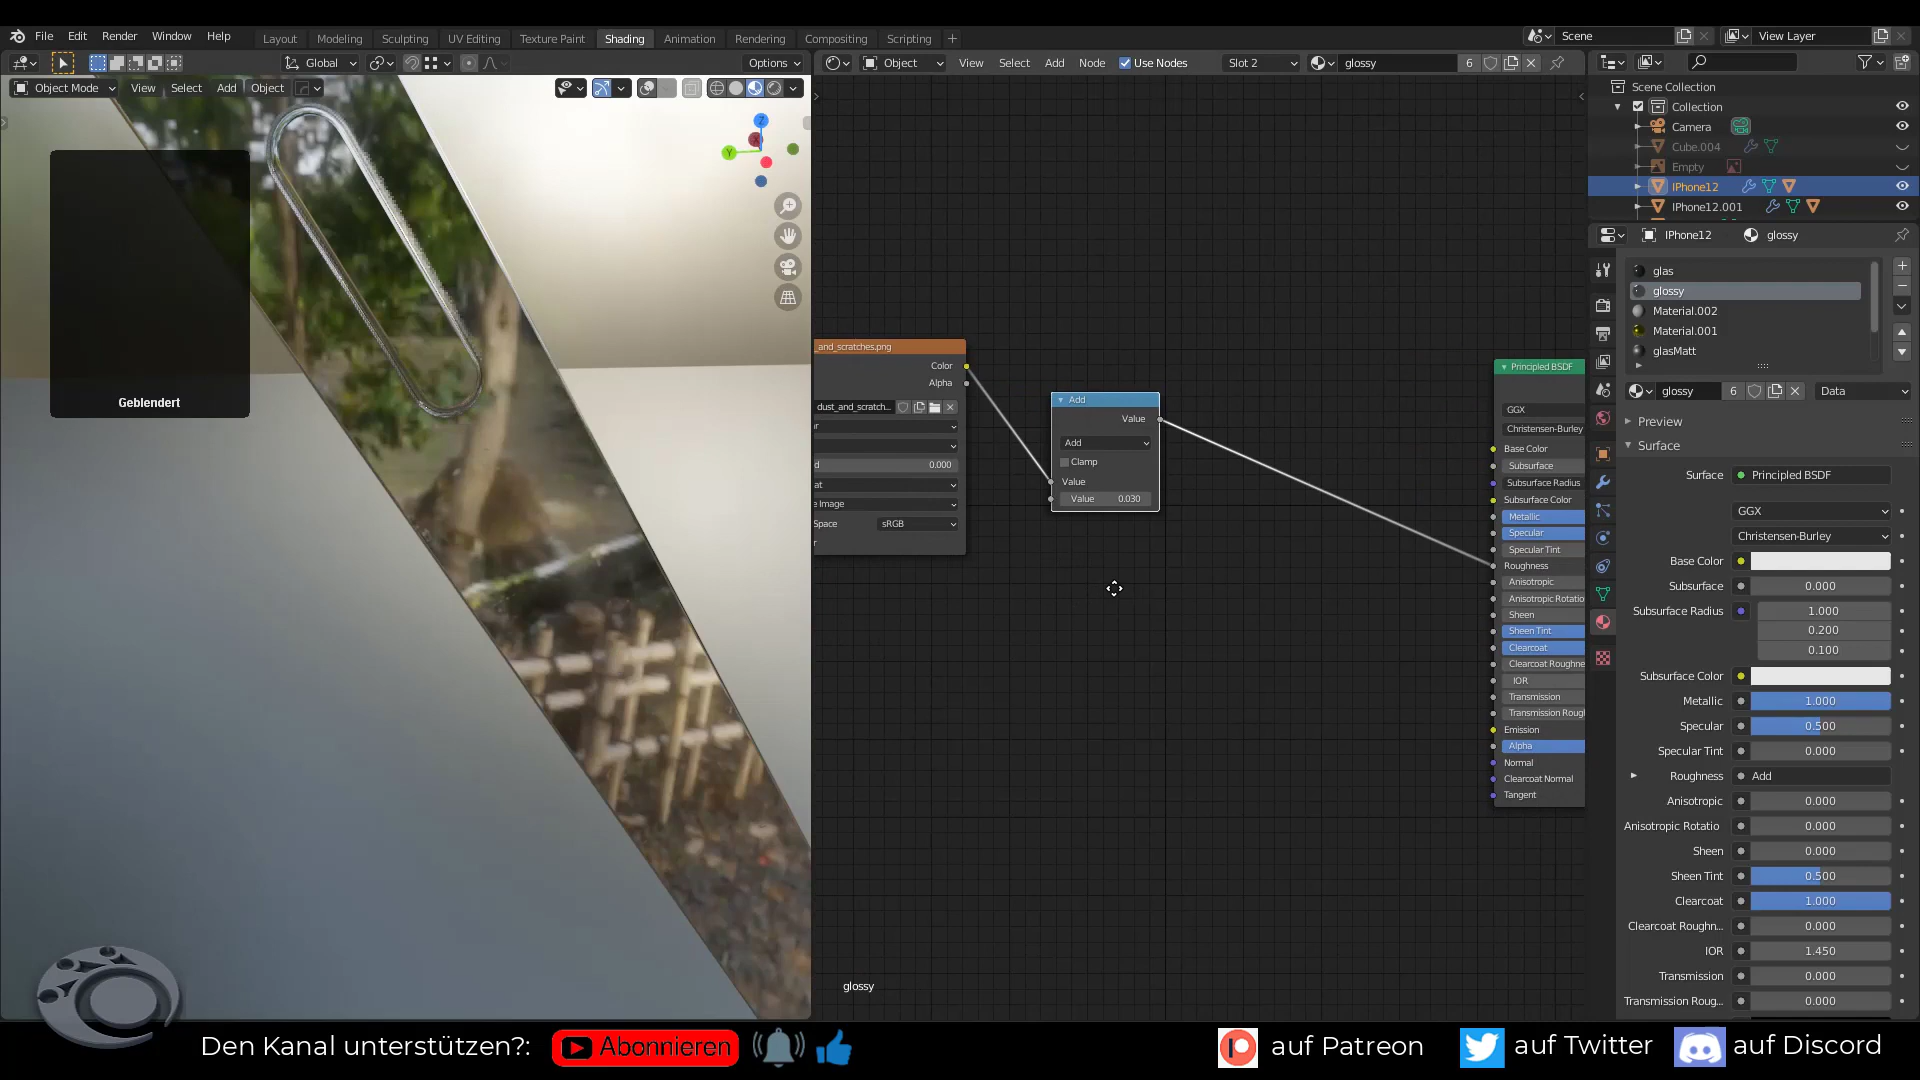 File Edit Render Window Help
Layout Modeling Sculpting UV Editing Texture Paint Shading Animation Rendering Compositing Scripting +
Scene
View Layer
Global
Options
Object
View Select Add Node Use Nodes
Slot 2
glossy 6
Object Mode View Select Add Object
Z
Y
X
Scene Collection
Collection
Camera
Cube.004
Empty
IPhone12
IPhone12.001
IPhone12 glossy
glas
glossy
Material.002
Material.001
glasMatt
glossy 6 Data
Preview
Surface
Surface Principled BSDF
GGX
Christensen-Burley
Base Color
Subsurface 0.000
Subsurface Radius 1.000
0.200
0.100
Subsurface Color
Metallic 1.000
Specular 0.500
Specular Tint 0.000
Roughness Add
Anisotropic 0.000
Anisotropic Rotatio 0.000
Sheen 0.000
Sheen Tint 0.500
Clearcoat 1.000
Clearcoat Roughn... 0.000
IOR 1.450
Transmission 0.000
Transmission Roug... 0.000
Geblendert
_and_scratches.png
Color
Alpha
dust_and_scratch...
ar
d 0.000
at
e Image
Space sRGB
r
Add
Value
Add
Clamp
Value
Value 0.030
Principled BSDF
GGX
Christensen-Burley
Base Color
Subsurface
Subsurface Radius
Subsurface Color
Metallic
Specular
Specular Tint
Roughness
Anisotropic
Anisotropic Rotatio
Sheen
Sheen Tint
Clearcoat
Clearcoat Roughne
IOR
Transmission
Transmission Rough
Emission
Alpha
Normal
Clearcoat Normal
Tangent
glossy
Den Kanal unterstützen?: Abonnieren auf Patreon auf Twitter auf Discord